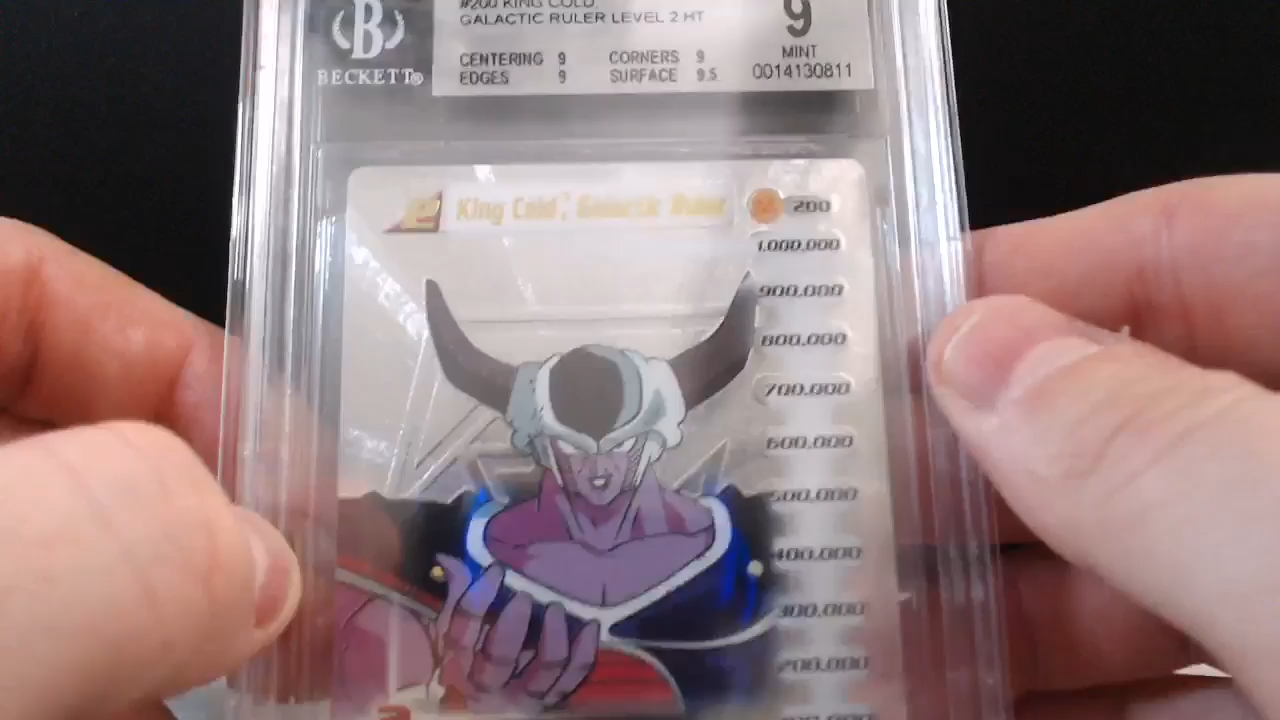 #200 KING COLD,
GALACTIC RULER LEVEL 2 HT
CENTERING 9 CORNERS 9
EDGES 9 SURFACE 9.5
9
MINT
0014130811
B
BECKETT®
King Cold™, Galactic Ruler 200
1,000,000
900,000
800,000
700,000
600,000
500,000
400,000
300,000
200,000
2